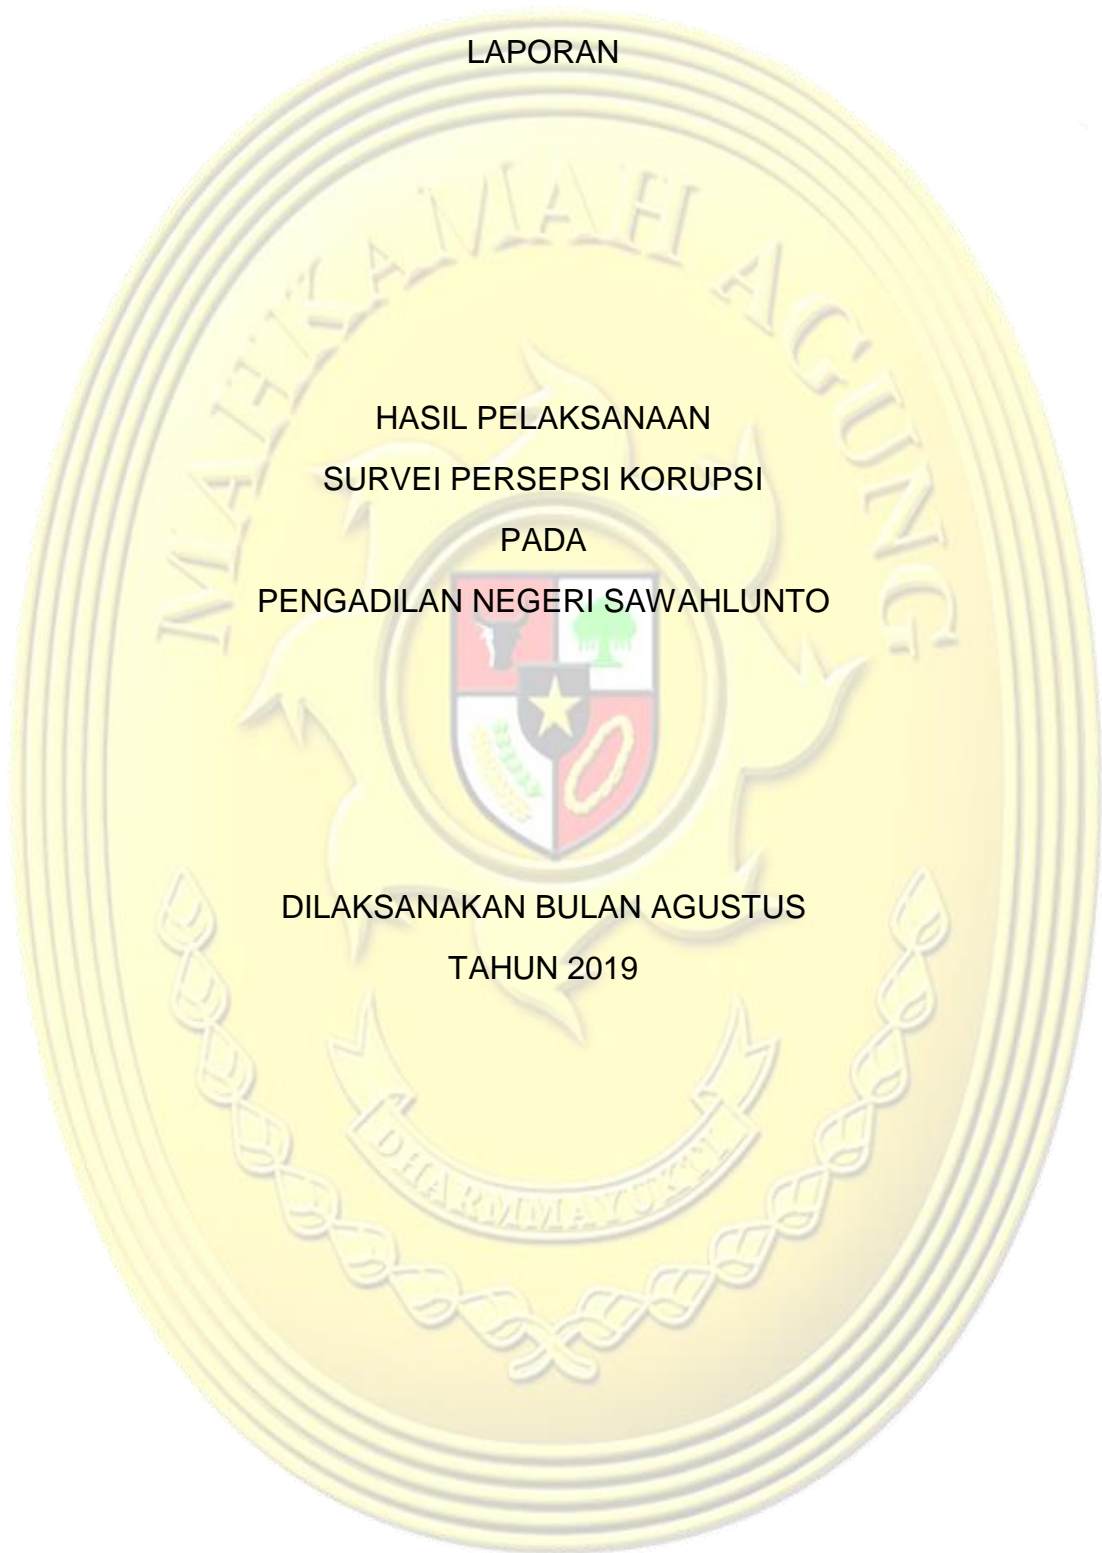 LAPORAN
MAHKAMAH AGUNG
HASIL PELAKSANAAN
SURVEI PERSEPSI KORUPSI
PADA
PENGADILAN NEGERI SAWAHLUNTO
DILAKSANAKAN BULAN AGUSTUS
TAHUN 2019
DHARMMAYUKTI